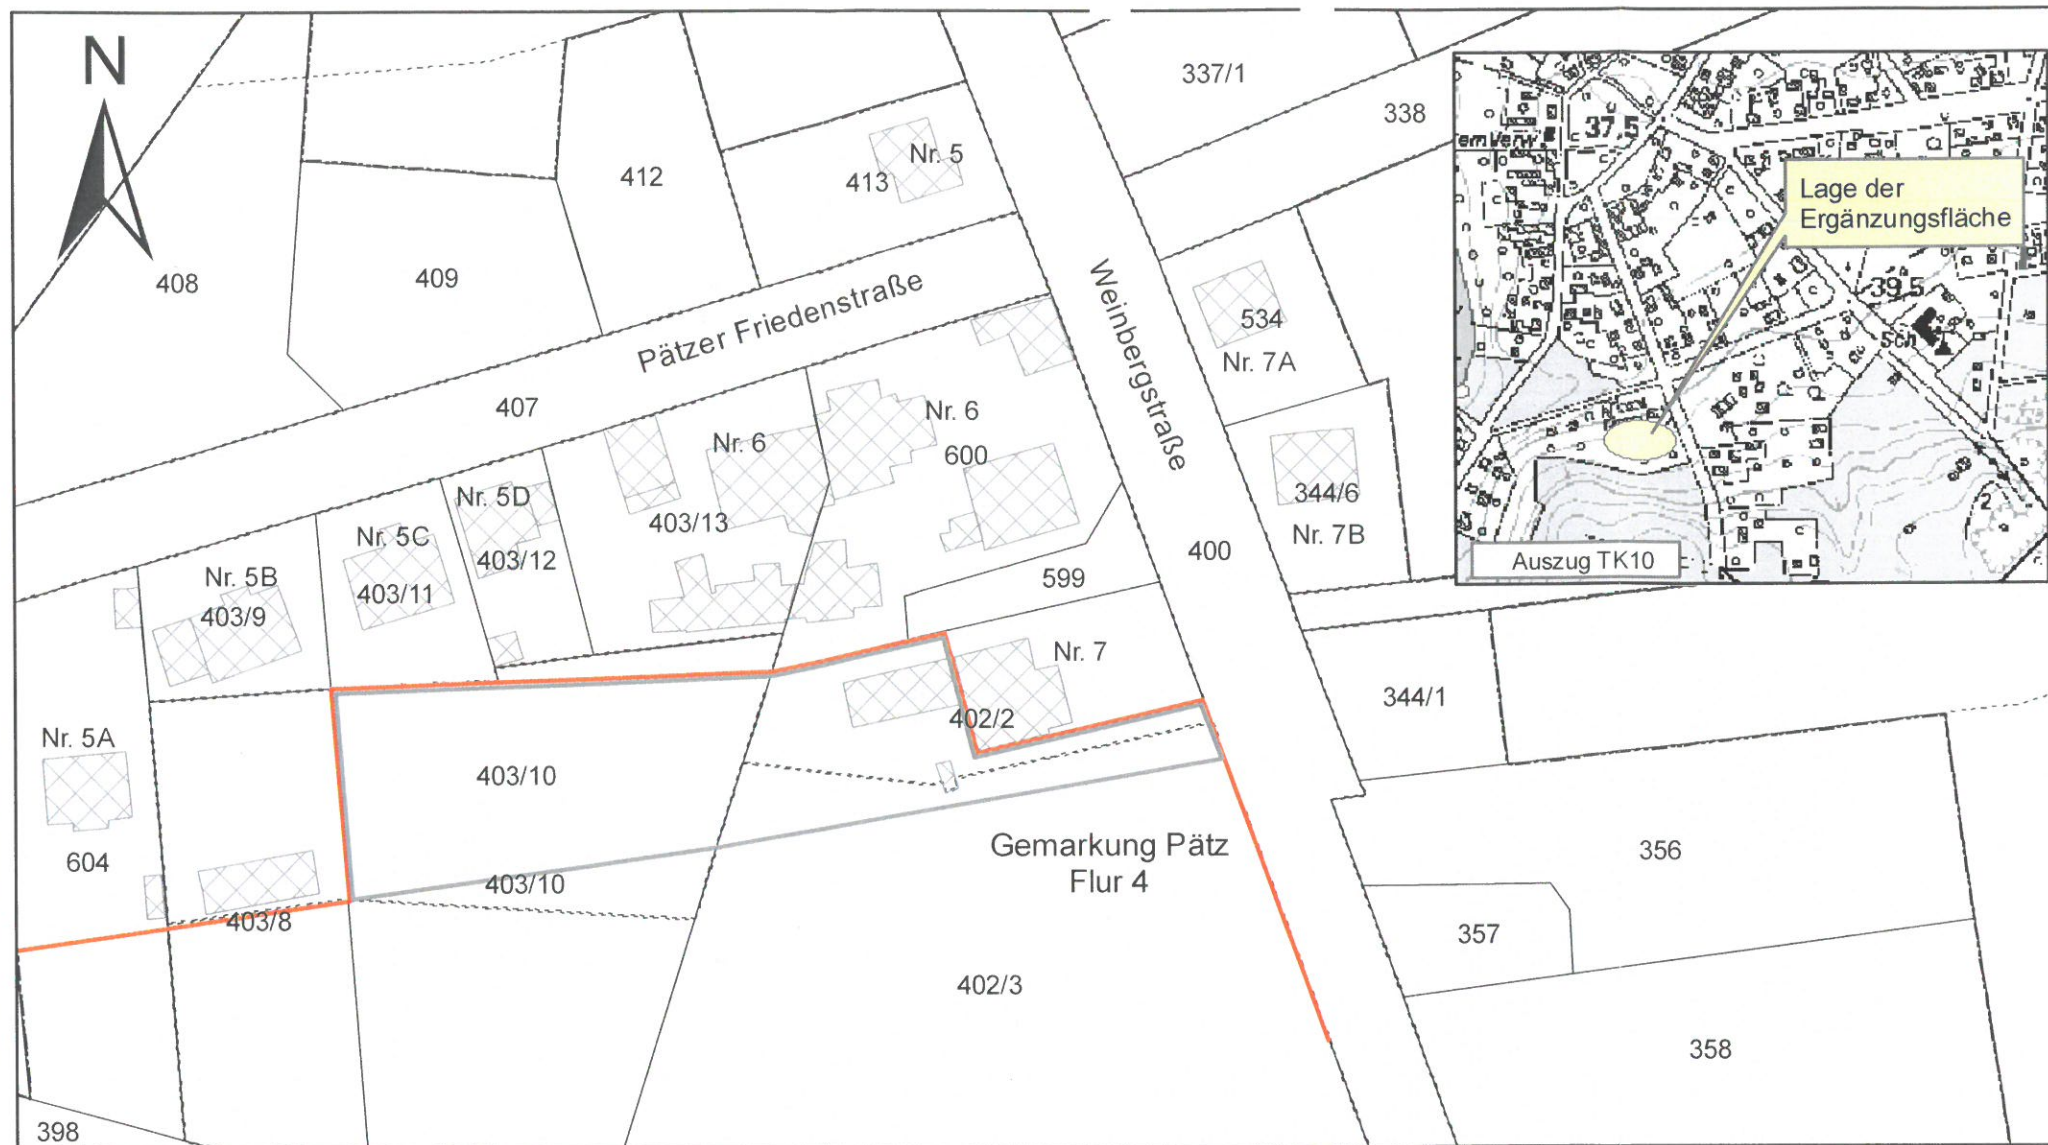 N
337/1
338
412
Nr. 5
413
408
409
Pätzer Friedenstraße
407
Weinbergstraße
534
Nr. 7A
Nr. 6
Nr. 6
600
Nr. 5D
403/13
344/6
Nr. 7B
Nr. 5C
403/12
400
Nr. 5B
403/11
599
403/9
Nr. 7
344/1
402/2
Nr. 5A
403/10
Gemarkung Pätz
Flur 4
356
604
403/10
403/8
357
402/3
358
398
37,5
Lage der
Ergänzungsfläche
39,5
Sch
2
Auszug TK10